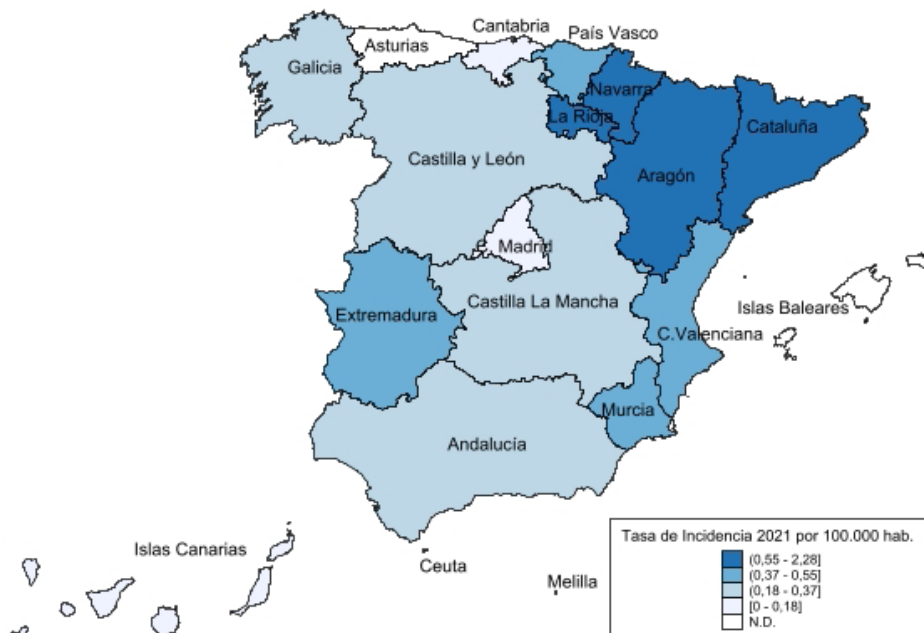 Cantabria
País Vasco
Asturias
Galicia
Navarra
La Rioja
Cataluña
Castilla y León
Aragón
C. Madrid
Castilla La Mancha
Islas Baleares
Extremadura
C.Valenciana
Murcia
Andalucía
Islas Canarias
Ceuta
Melilla
Tasa de Incidencia 2021 por 100.000 hab.
(0,55 - 2,28]
(0,37 - 0,55]
(0,18 - 0,37]
[0 - 0,18]
N.D.